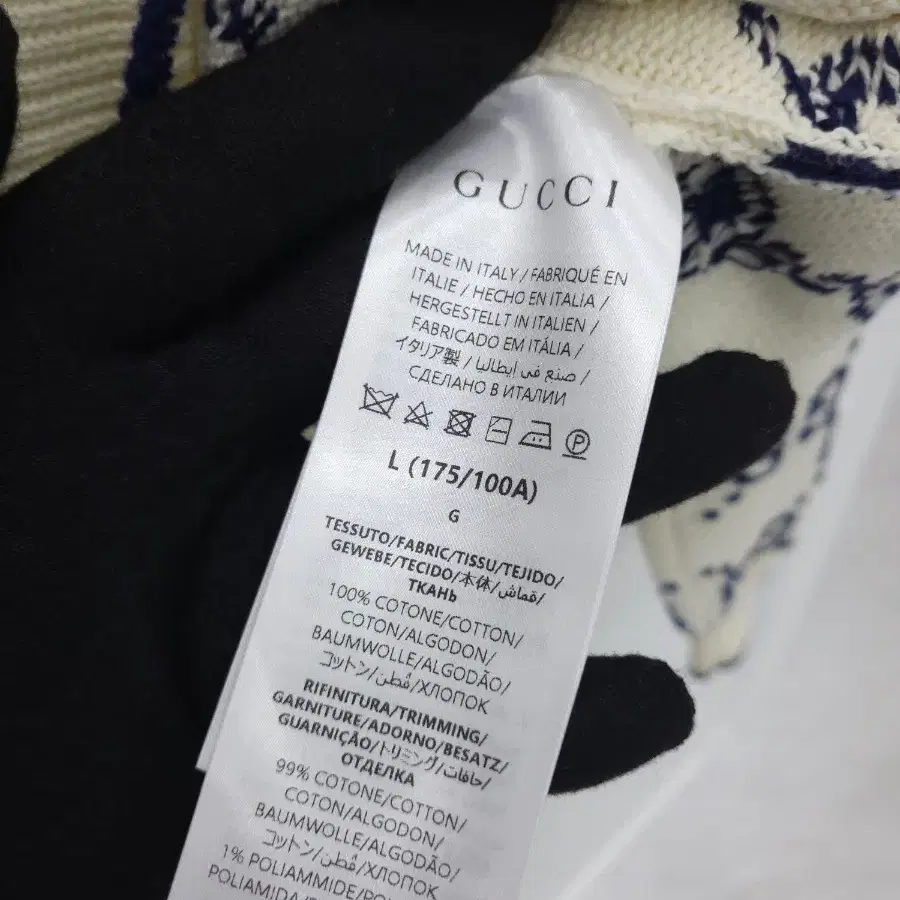 GUCCI
MADE IN ITALY / FABRIQUÉ EN
ITALIE / HECHO EN ITALIA /
HERGESTELLT IN ITALIEN /
FABRICADO EM ITÁLIA /
イタリア製 / صنع في إيطاليا /
СДЕЛАНО В ИТАЛИИ
P
L (175/100A)
G
TESSUTO/FABRIC/TISSU/TEJIDO/
GEWEBE/TECIDO/本体/قماش/
ТКАНЬ
100% COTONE/COTTON/
COTON/ALGODON/
BAUMWOLLE/ALGODÃO/
コットン/قُطن/ХЛОПОК
RIFINITURA/TRIMMING/
GARNITURE/ADORNO/BESATZ/
GUARNIÇÃO/トリミング/حافات/
ОТДЕЛКА
99% COTONE/COTTON/
COTON/ALGODON/
BAUMWOLLE/ALGODÃO/
コットン/قُطن/ХЛОПОК
1% POLIAMMIDE/
POLIAMIDA/